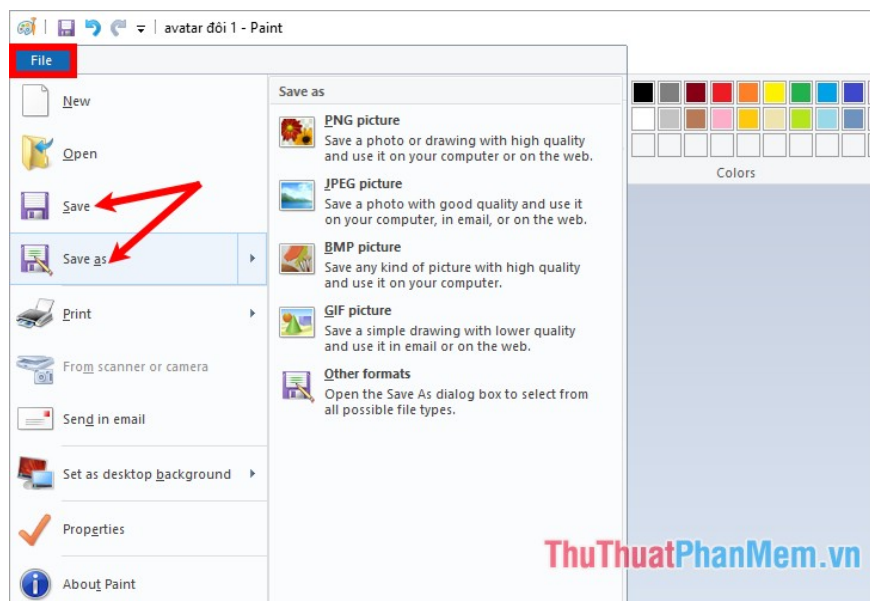 avatar đôi 1 - Paint
File
New
Open
Save
Save as
Print
From scanner or camera
Send in email
Set as desktop background
Properties
About Paint
Save as
PNG picture
Save a photo or drawing with high quality
and use it on your computer or on the web.
JPEG picture
Save a photo with good quality and use it
on your computer, in email, or on the web.
BMP picture
Save any kind of picture with high quality
and use it on your computer.
GIF picture
Save a simple drawing with lower quality
and use it in email or on the web.
Other formats
Open the Save As dialog box to select from
all possible file types.
Colors
ThuThuatPhanMem.vn